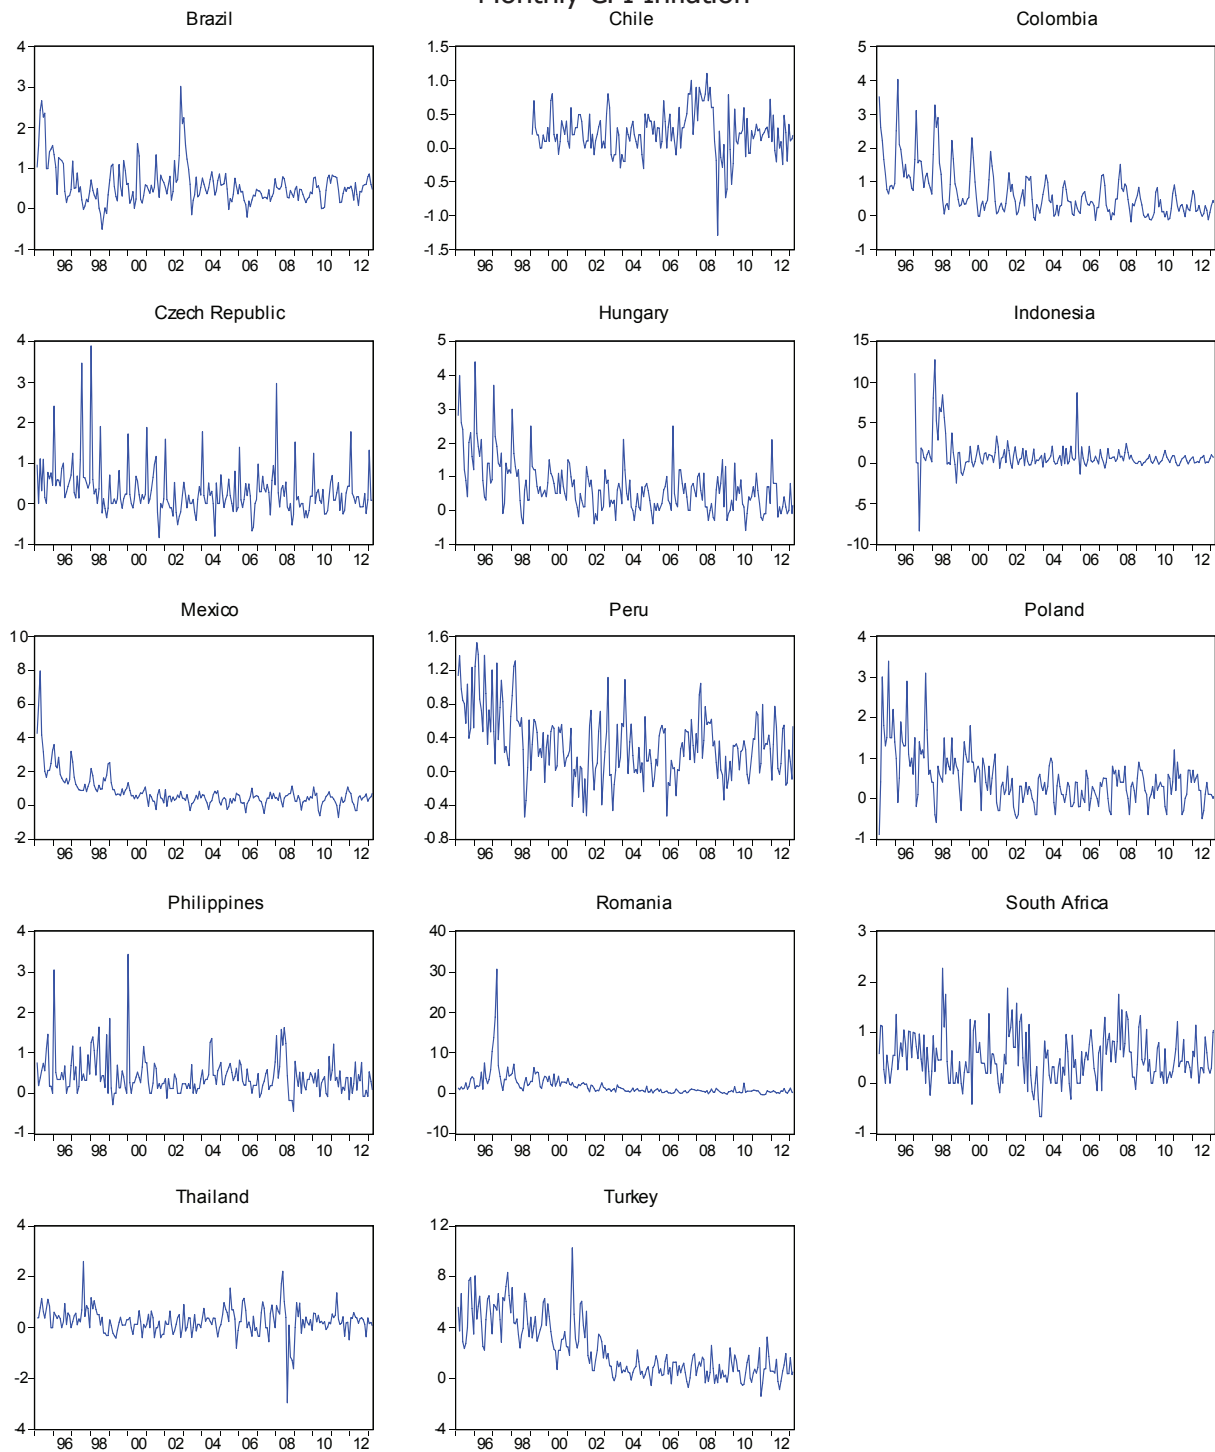 Monthly CPI Inflation
Brazil Chile Colombia
4 3 2 1 0 -1
96 98 00 02 04 06 08 10 12
1.5 1.0 0.5 0.0 -0.5 -1.0 -1.5
96 98 00 02 04 06 08 10 12
5 4 3 2 1 0 -1
96 98 00 02 04 06 08 10 12
Czech Republic Hungary Indonesia
4 3 2 1 0 -1
96 98 00 02 04 06 08 10 12
5 4 3 2 1 0 -1
96 98 00 02 04 06 08 10 12
15 10 5 0 -5 -10
96 98 00 02 04 06 08 10 12
Mexico Peru Poland
10 8 6 4 2 0 -2
96 98 00 02 04 06 08 10 12
1.6 1.2 0.8 0.4 0.0 -0.4 -0.8
96 98 00 02 04 06 08 10 12
4 3 2 1 0 -1
96 98 00 02 04 06 08 10 12
Philippines Romania South Africa
4 3 2 1 0 -1
96 98 00 02 04 06 08 10 12
40 30 20 10 0 -10
96 98 00 02 04 06 08 10 12
3 2 1 0 -1
96 98 00 02 04 06 08 10 12
Thailand Turkey
4 2 0 -2 -4
96 98 00 02 04 06 08 10 12
12 8 4 0 -4
96 98 00 02 04 06 08 10 12